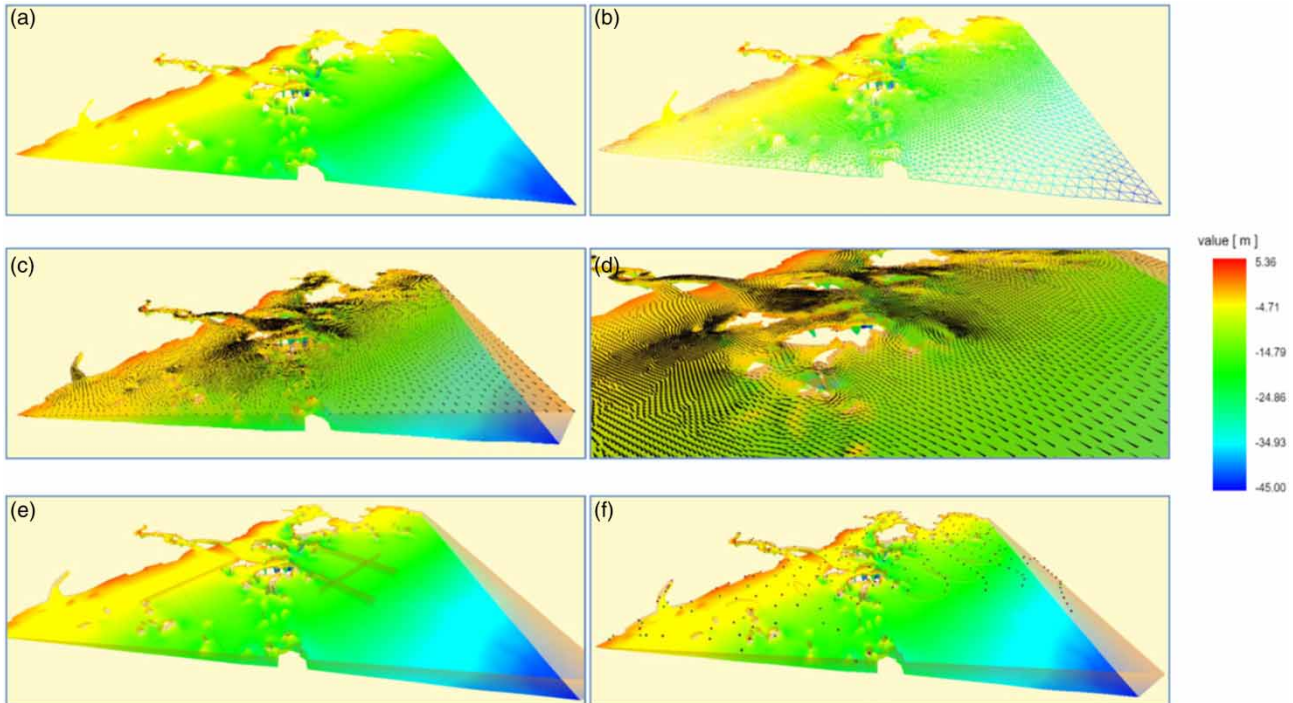 (a)
(b)
(c)
(d)
value [ m ]
5.36
-4.71
-14.79
-24.86
-34.93
-45.00
(e)
(f)